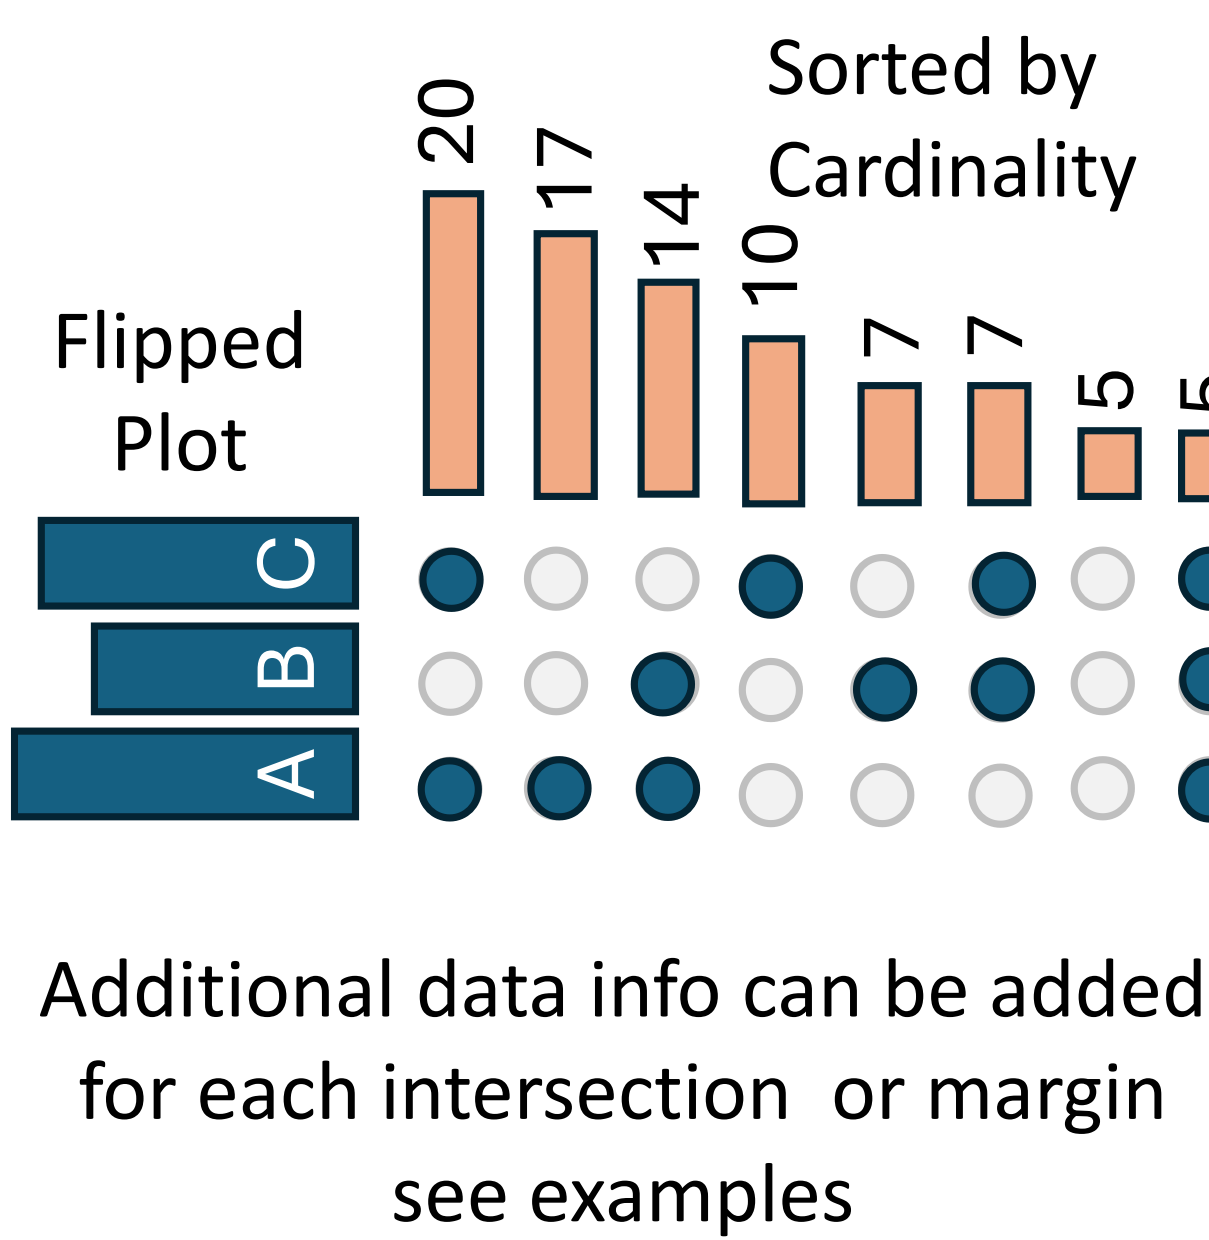 Sorted by
Cardinality
20
17
14
10
7
7
5
5
Flipped
Plot
C
B
A
Additional data info can be added
for each intersection or margin
see examples